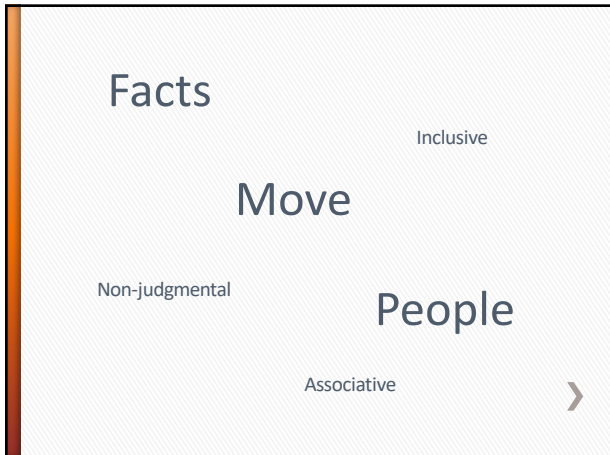 Facts
Inclusive
Move
Non-judgmental
People
Associative